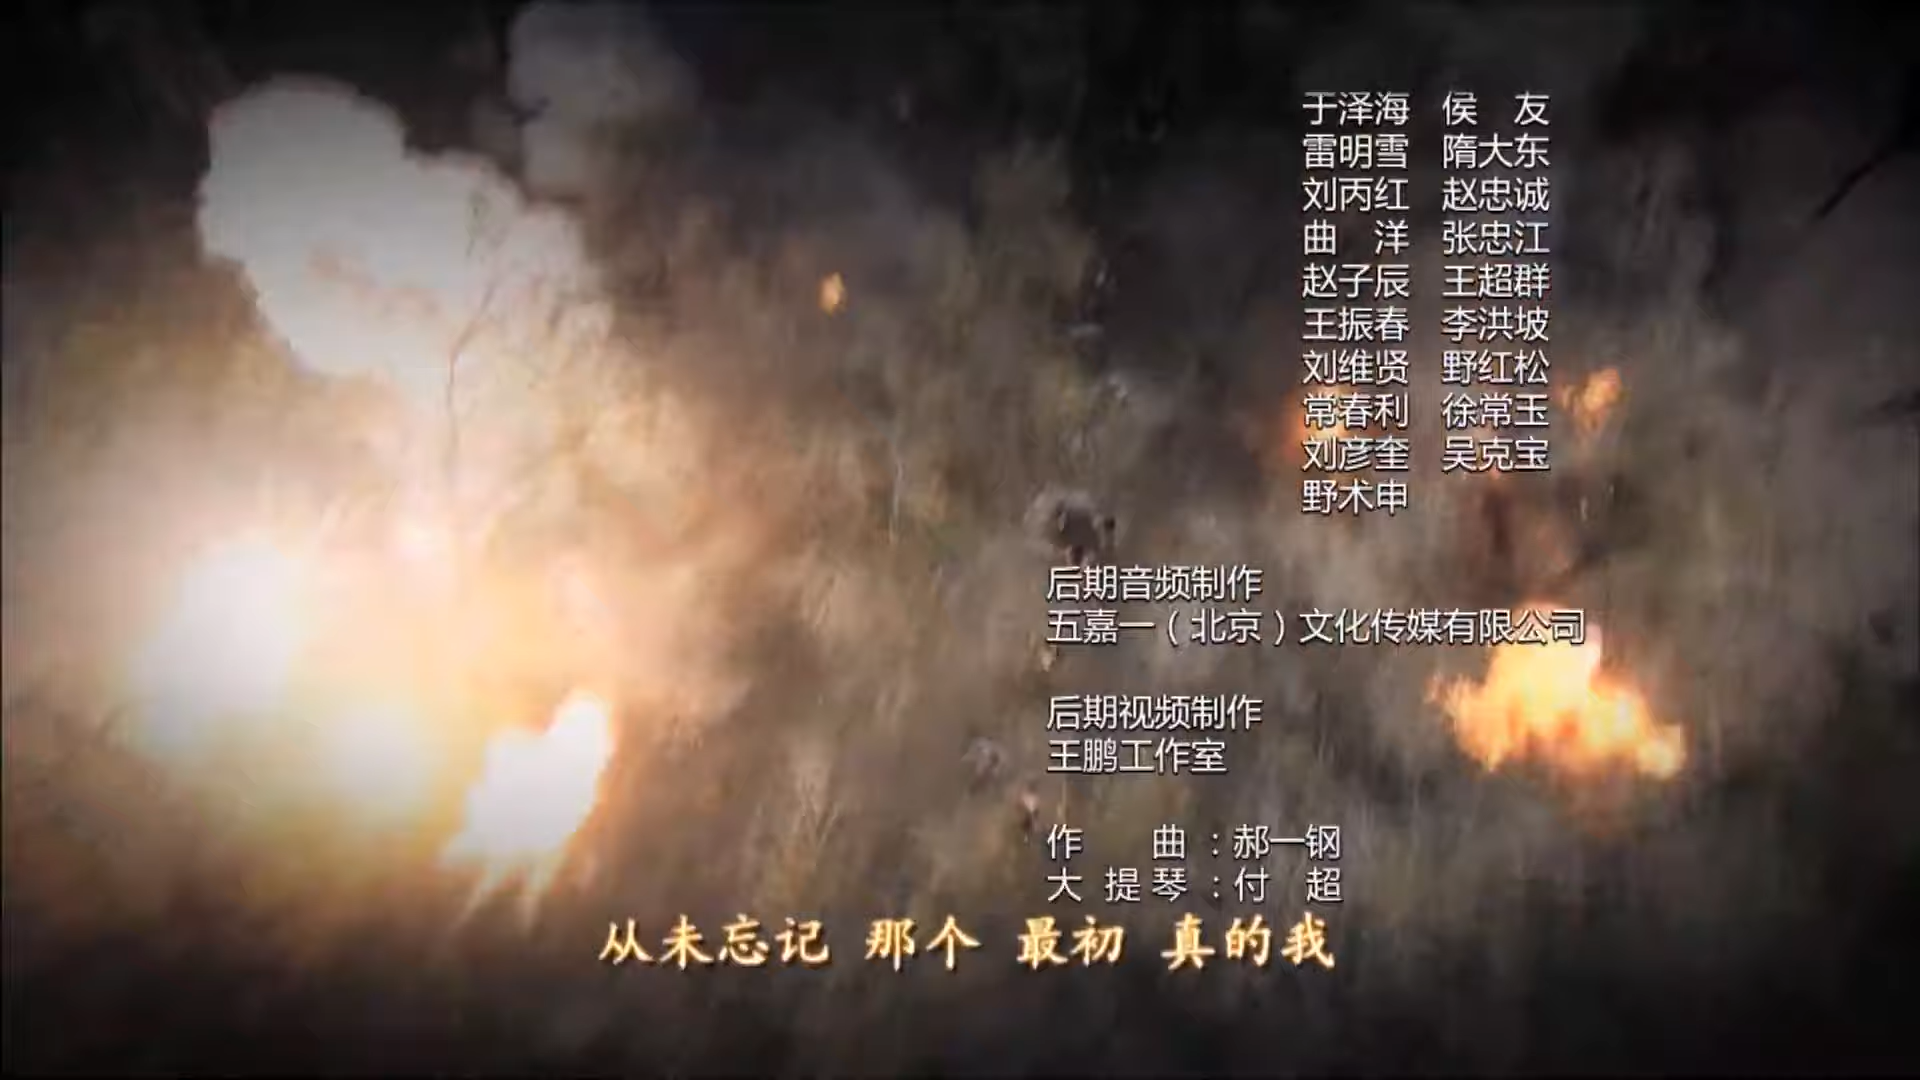 于泽海 侯 友
雷明雪 隋大东
刘丙红 赵忠诚
曲 洋 张忠江
赵子辰 王超群
王振春 李洪坡
刘维贤 野红松
常春利 徐常玉
刘彦奎 吴克宝
野术申
后期音频制作
五嘉一（北京）文化传媒有限公司
后期视频制作
王鹏工作室
作 曲：郝一钢
大提琴：付 超
从未忘记 那个 最初 真的我